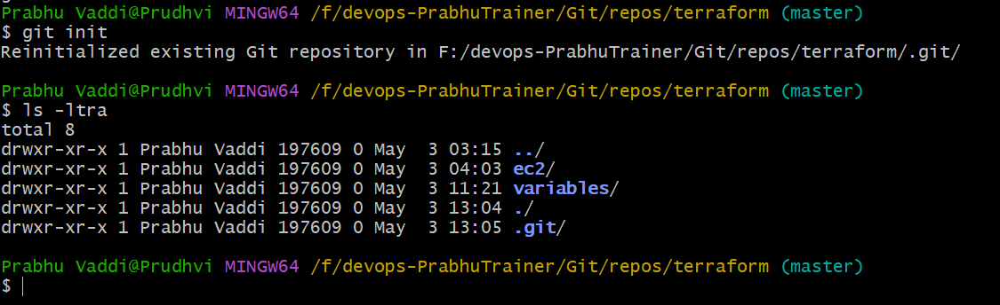 Prabhu Vaddi@Prudhvi MINGW64 /f/devops-PrabhuTrainer/Git/repos/terraform (master)
$ git init
Reinitialized existing Git repository in F:/devops-PrabhuTrainer/Git/repos/terraform/.git/
Prabhu Vaddi@Prudhvi MINGW64 /f/devops-PrabhuTrainer/Git/repos/terraform (master)
$ ls -ltra
total 8
drwxr-xr-x 1 Prabhu Vaddi 197609 0 May  3 03:15 ../
drwxr-xr-x 1 Prabhu Vaddi 197609 0 May  3 04:03 ec2/
drwxr-xr-x 1 Prabhu Vaddi 197609 0 May  3 11:21 variables/
drwxr-xr-x 1 Prabhu Vaddi 197609 0 May  3 13:04 ./
drwxr-xr-x 1 Prabhu Vaddi 197609 0 May  3 13:05 .git/
Prabhu Vaddi@Prudhvi MINGW64 /f/devops-PrabhuTrainer/Git/repos/terraform (master)
$